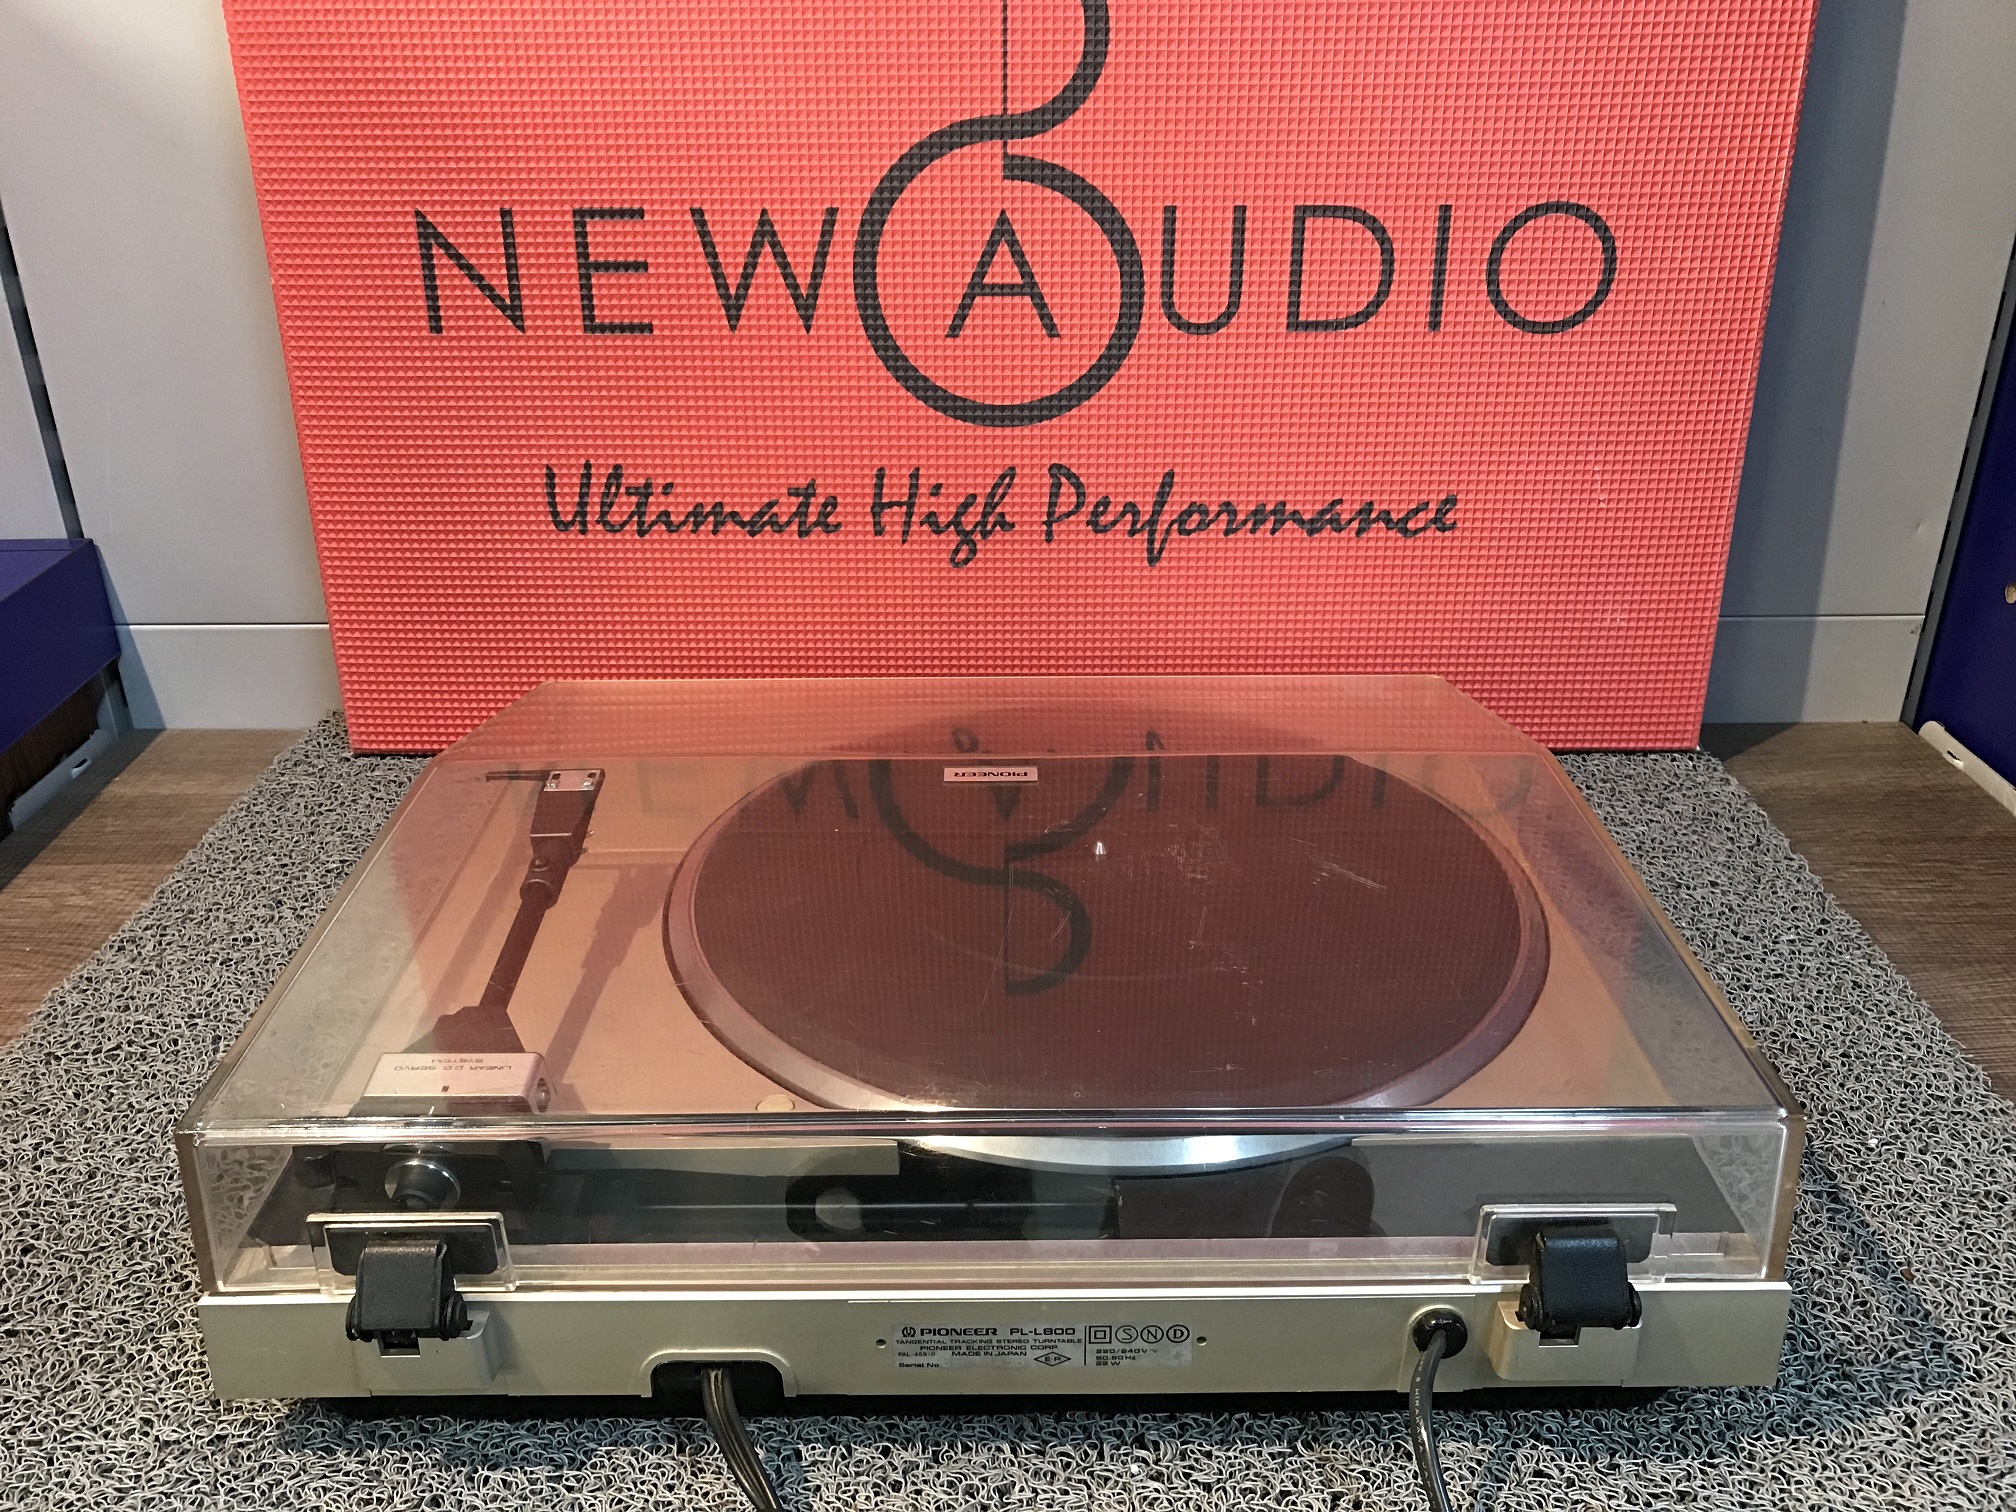 NEW AUDIO
Ultimate High Performance
PIONEER
LINEAR D.D SERVO
SYSTEM
PIONEER PL-L800
TANGENTIAL TRACKING STEREO TURNTABLE
PIONEER ELECTRONIC CORP.
MADE IN JAPAN
Serial No.
E-P
S N D
220/240V~
50.60Hz
22 W